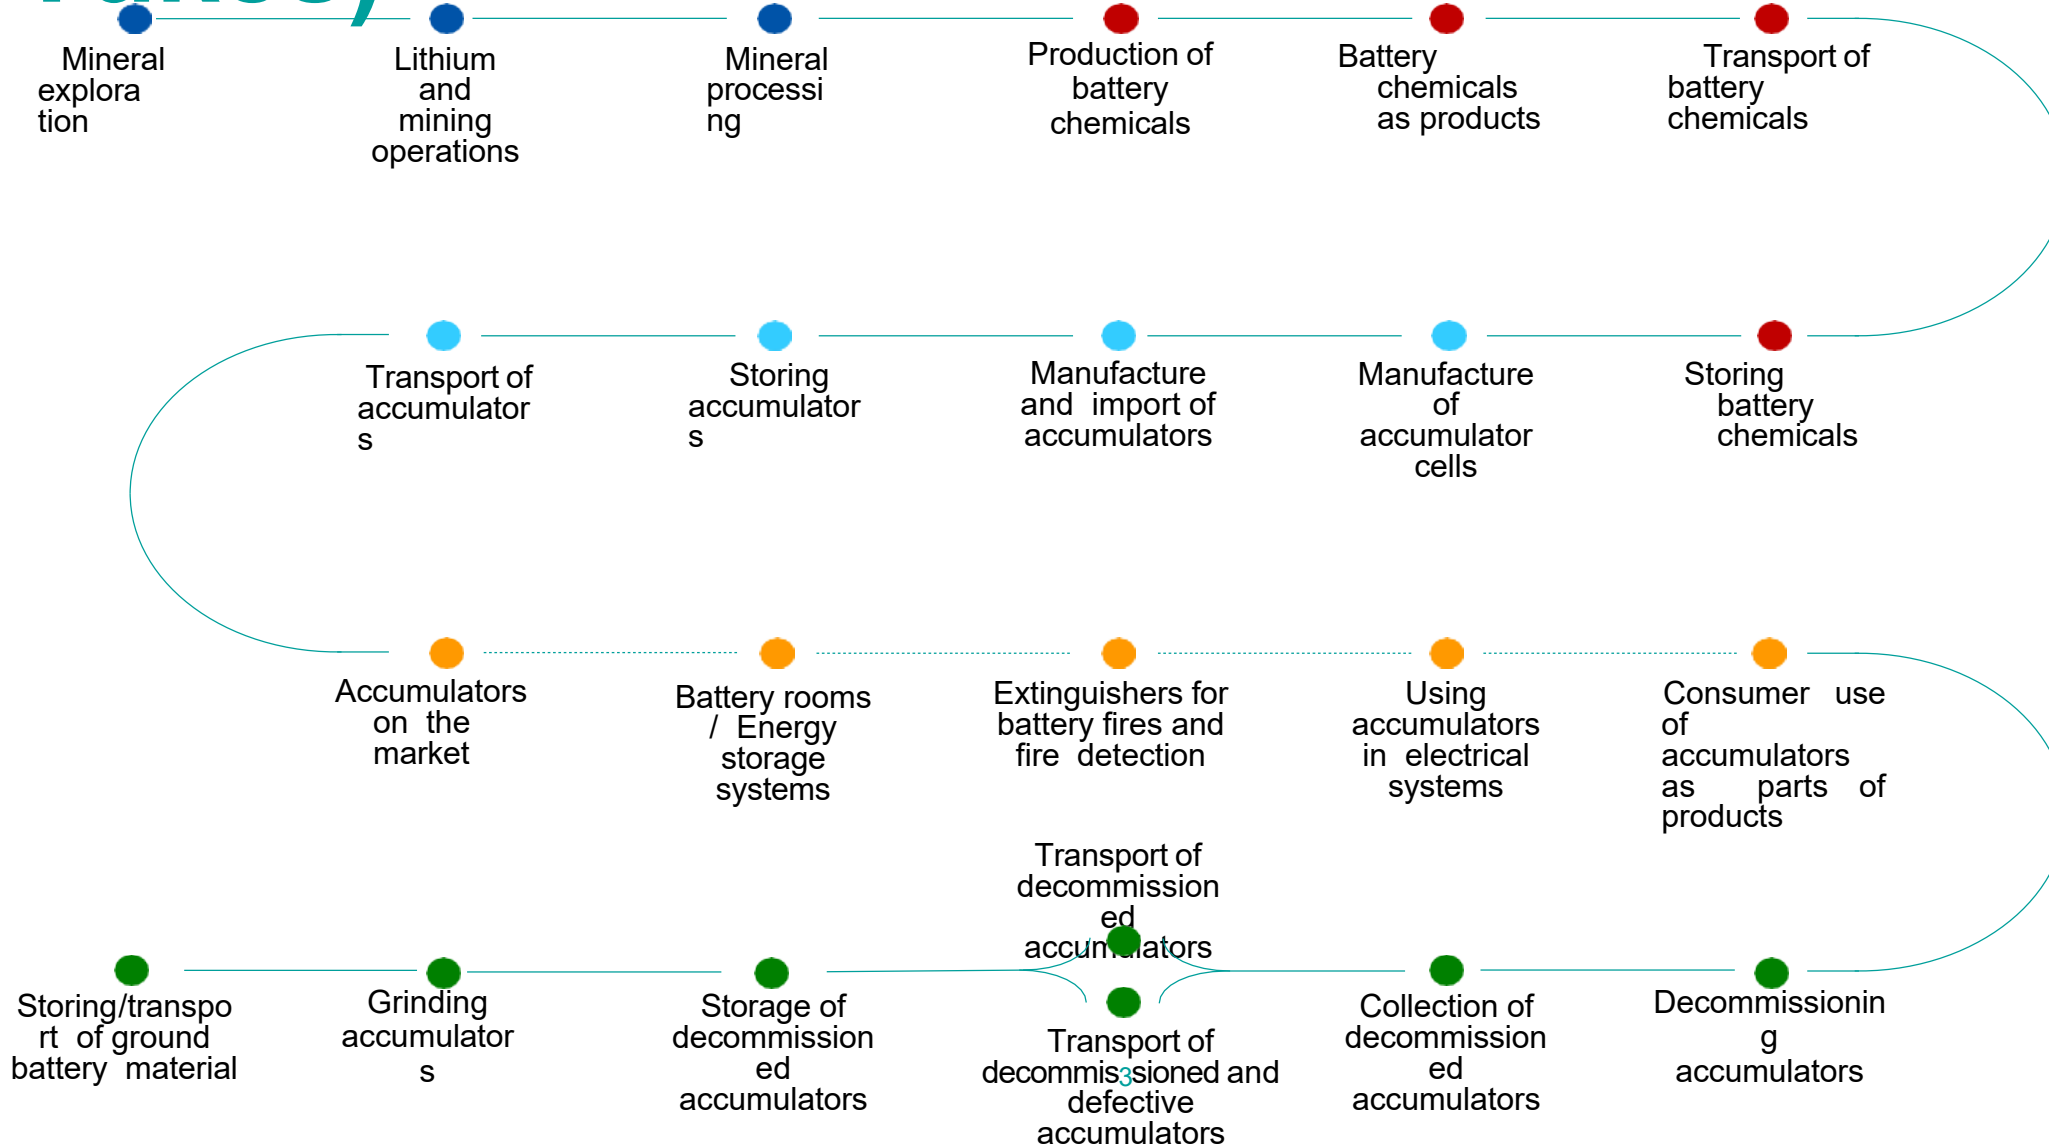 Mineral
explora
tion
Lithium
and
mining
operations
Mineral
processi
ng
Production of
battery
chemicals
Battery
chemicals
as products
Transport of
battery
chemicals
Transport of
accumulator
s
Storing
accumulator
s
Manufacture
and import of
accumulators
Manufacture
of
accumulator
cells
Storing
battery
chemicals
Accumulators
on the
market
Battery rooms
/ Energy
storage
systems
Extinguishers for
battery fires and
fire detection
Using
accumulators
in electrical
systems
Consumer use
of
accumulators
as parts of
products
Transport of
decommission
ed
accumulators
Storing/transpo
rt of ground
battery material
Grinding
accumulator
s
Storage of
decommission
ed
accumulators
Transport of
decommissioned and
defective
accumulators
3
Collection of
decommission
ed
accumulators
Decommissionin
g
accumulators